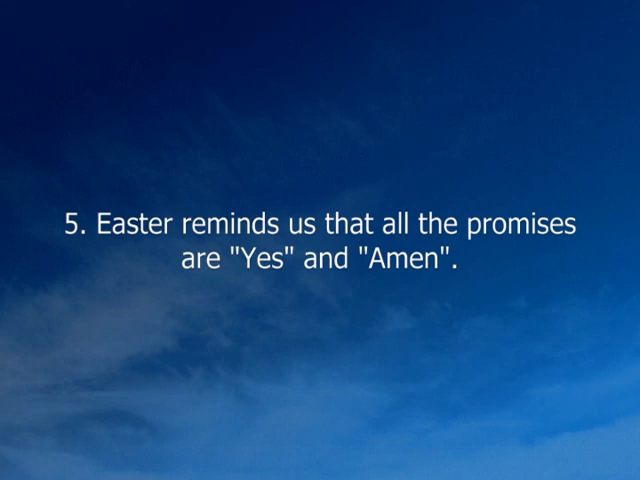 5. Easter reminds us that all the promises
are "Yes" and "Amen".